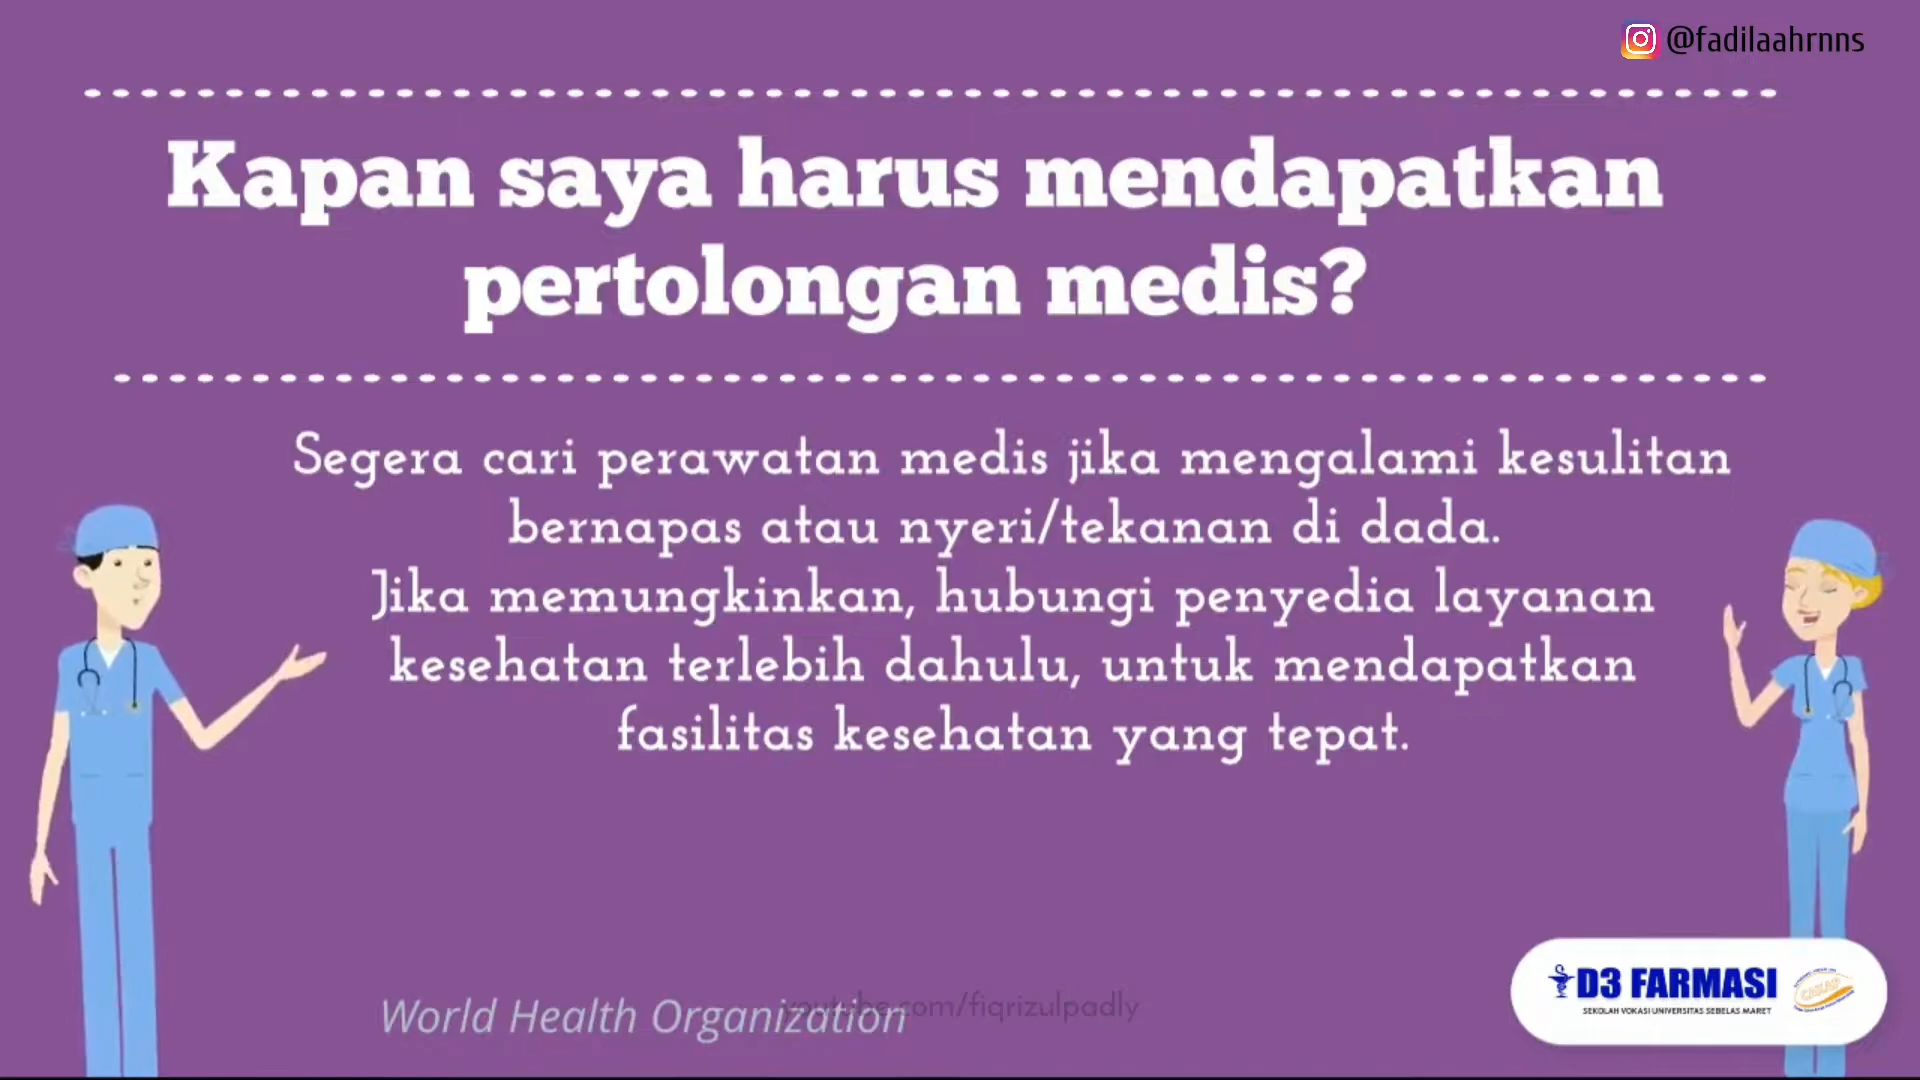 @fadilaahrnns
Kapan saya harus mendapatkan
pertolongan medis?
Segera cari perawatan medis jika mengalami kesulitan
bernapas atau nyeri/tekanan di dada.
Jika memungkinkan, hubungi penyedia layanan
kesehatan terlebih dahulu, untuk mendapatkan
fasilitas kesehatan yang tepat.
D3 FARMASI
SEKOLAH VOKASI UNIVERSITAS SEBELAS MARET
World Health Organization
youtube.com/fiqrizulpadly